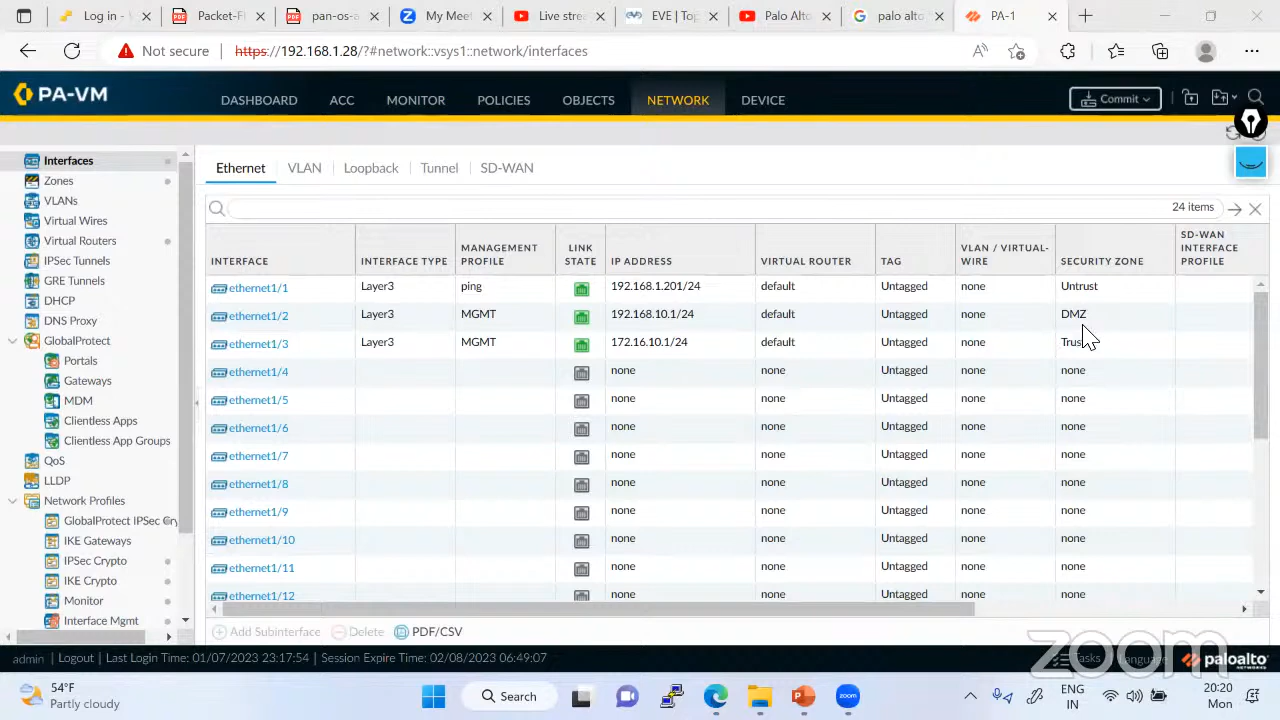 Log in - W
Packet-Fl
pan-os-a
My Meet
Live strea
EVE | Top
Palo Alto
palo alto
PA-1
Not secure https://192.168.1.28/?#network::vsys1::network/interfaces
PA-VM
DASHBOARD ACC MONITOR POLICIES OBJECTS NETWORK DEVICE Commit
Interfaces
Zones
VLANs
Virtual Wires
Virtual Routers
IPSec Tunnels
GRE Tunnels
DHCP
DNS Proxy
GlobalProtect
Portals
Gateways
MDM
Clientless Apps
Clientless App Groups
QoS
LLDP
Network Profiles
GlobalProtect IPSec Cry
IKE Gateways
IPSec Crypto
IKE Crypto
Monitor
Interface Mgmt
Ethernet VLAN Loopback Tunnel SD-WAN
24 items
INTERFACE INTERFACE TYPE MANAGEMENT PROFILE LINK STATE IP ADDRESS VIRTUAL ROUTER TAG VLAN / VIRTUAL-WIRE SECURITY ZONE SD-WAN INTERFACE PROFILE
ethernet1/1 Layer3 ping 192.168.1.201/24 default Untagged none Untrust
ethernet1/2 Layer3 MGMT 192.168.10.1/24 default Untagged none DMZ
ethernet1/3 Layer3 MGMT 172.16.10.1/24 default Untagged none Trus
ethernet1/4 none none Untagged none none
ethernet1/5 none none Untagged none none
ethernet1/6 none none Untagged none none
ethernet1/7 none none Untagged none none
ethernet1/8 none none Untagged none none
ethernet1/9 none none Untagged none none
ethernet1/10 none none Untagged none none
ethernet1/11 none none Untagged none none
ethernet1/12 none none Untagged none none
Add Subinterface Delete PDF/CSV
admin | Logout | Last Login Time: 01/07/2023 23:17:54 | Session Expire Time: 02/08/2023 06:49:07
Tasks Language paloalto NETWORKS
zoom
54°F
Partly cloudy
Search
zoom
ENG
IN
20:20
Mon